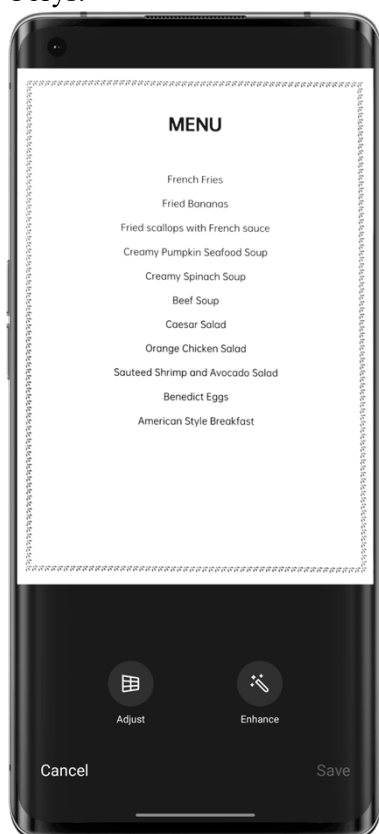 MENU
French Fries
Fried Bananas
Fried scallops with French sauce
Creamy Pumpkin Seafood Soup
Creamy Spinach Soup
Beef Soup
Caesar Salad
Orange Chicken Salad
Sauteed Shrimp and Avocado Salad
Benedict Eggs
American Style Breakfast
Adjust
Enhance
Cancel
Save